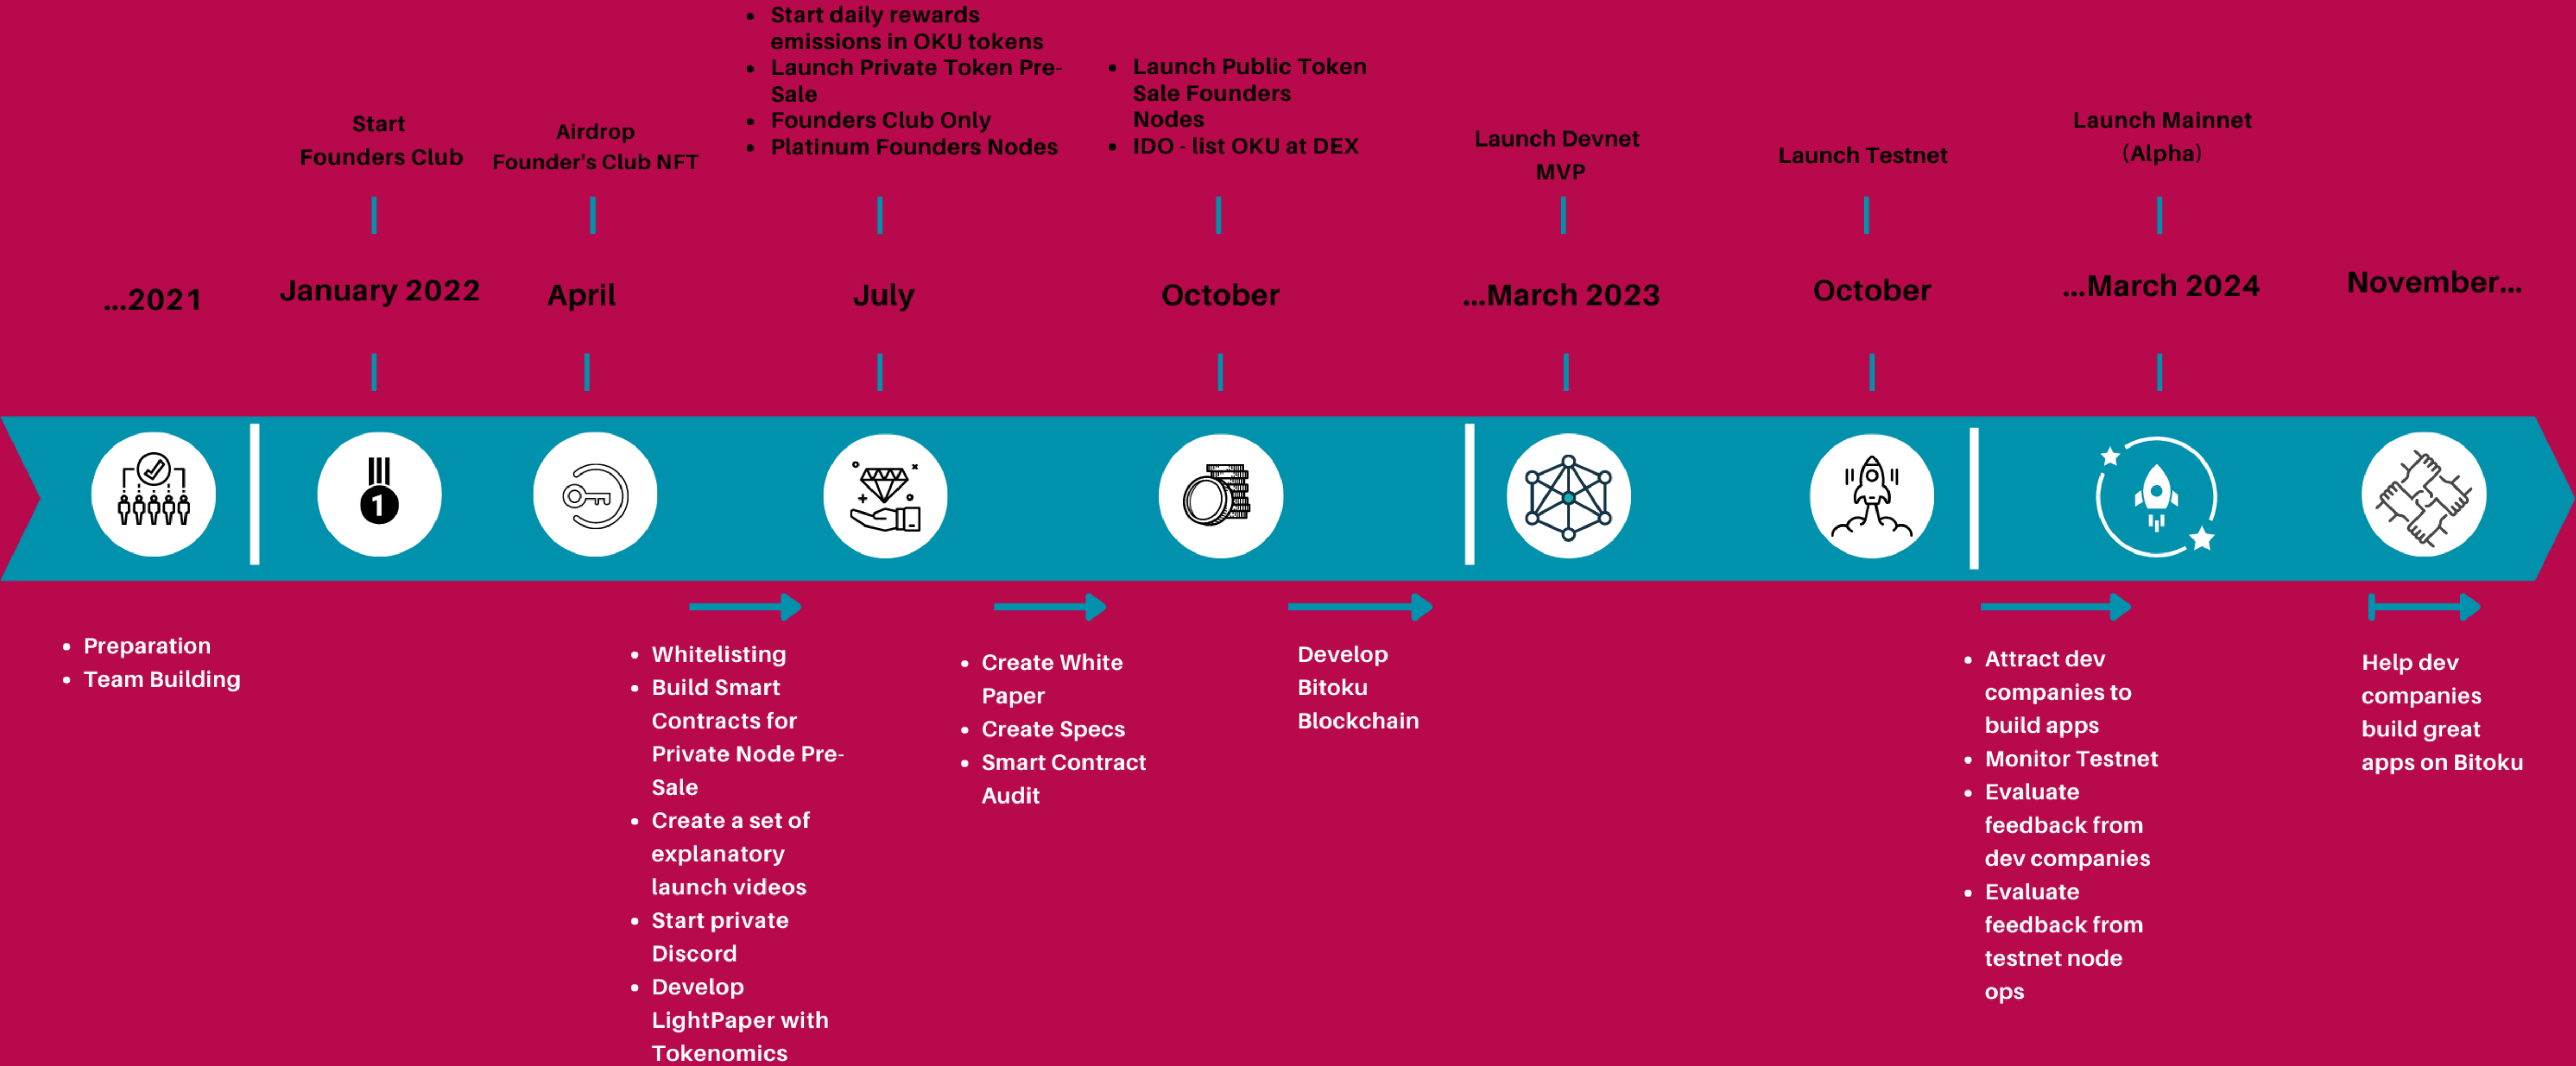 • Start daily rewards
emissions in OKU tokens
• Launch Private Token Pre-
Sale
• Founders Club Only
• Platinum Founders Nodes
• Launch Public Token
Sale Founders
Nodes
• IDO - list OKU at DEX
Start
Founders Club
Airdrop
Founder's Club NFT
Launch Devnet
MVP
Launch Testnet
Launch Mainnet
(Alpha)
...2021
January 2022
April
July
October
...March 2023
October
...March 2024
November...
1
• Preparation
• Team Building
• Whitelisting
• Build Smart
Contracts for
Private Node Pre-
Sale
• Create a set of
explanatory
launch videos
• Start private
Discord
• Develop
LightPaper with
Tokenomics
• Create White
Paper
• Create Specs
• Smart Contract
Audit
Develop
Bitoku
Blockchain
• Attract dev
companies to
build apps
• Monitor Testnet
• Evaluate
feedback from
dev companies
• Evaluate
feedback from
testnet node
ops
Help dev
companies
build great
apps on Bitoku